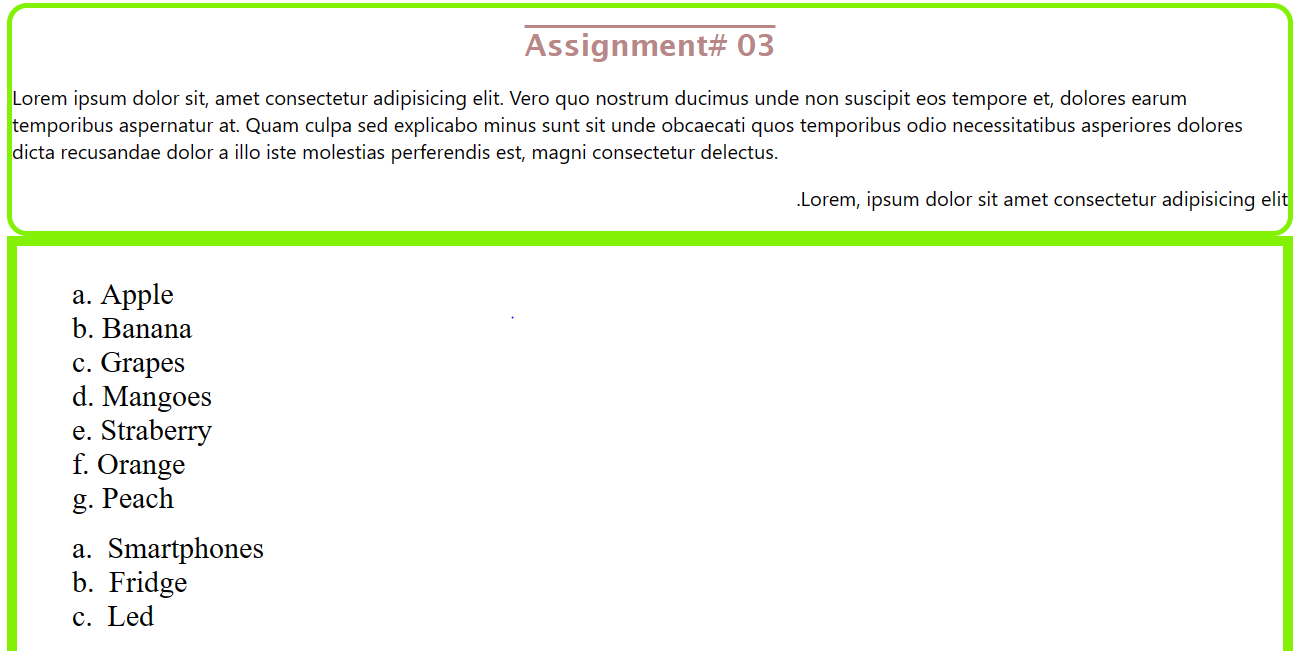 Assignment# 03
Lorem ipsum dolor sit, amet consectetur adipisicing elit. Vero quo nostrum ducimus unde non suscipit eos tempore et, dolores earum
temporibus aspernatur at. Quam culpa sed explicabo minus sunt sit unde obcaecati quos temporibus odio necessitatibus asperiores dolores
dicta recusandae dolor a illo iste molestias perferendis est, magni consectetur delectus.
.Lorem, ipsum dolor sit amet consectetur adipisicing elit
a. Apple
b. Banana
c. Grapes
d. Mangoes
e. Straberry
f. Orange
g. Peach
a. Smartphones
b. Fridge
c. Led